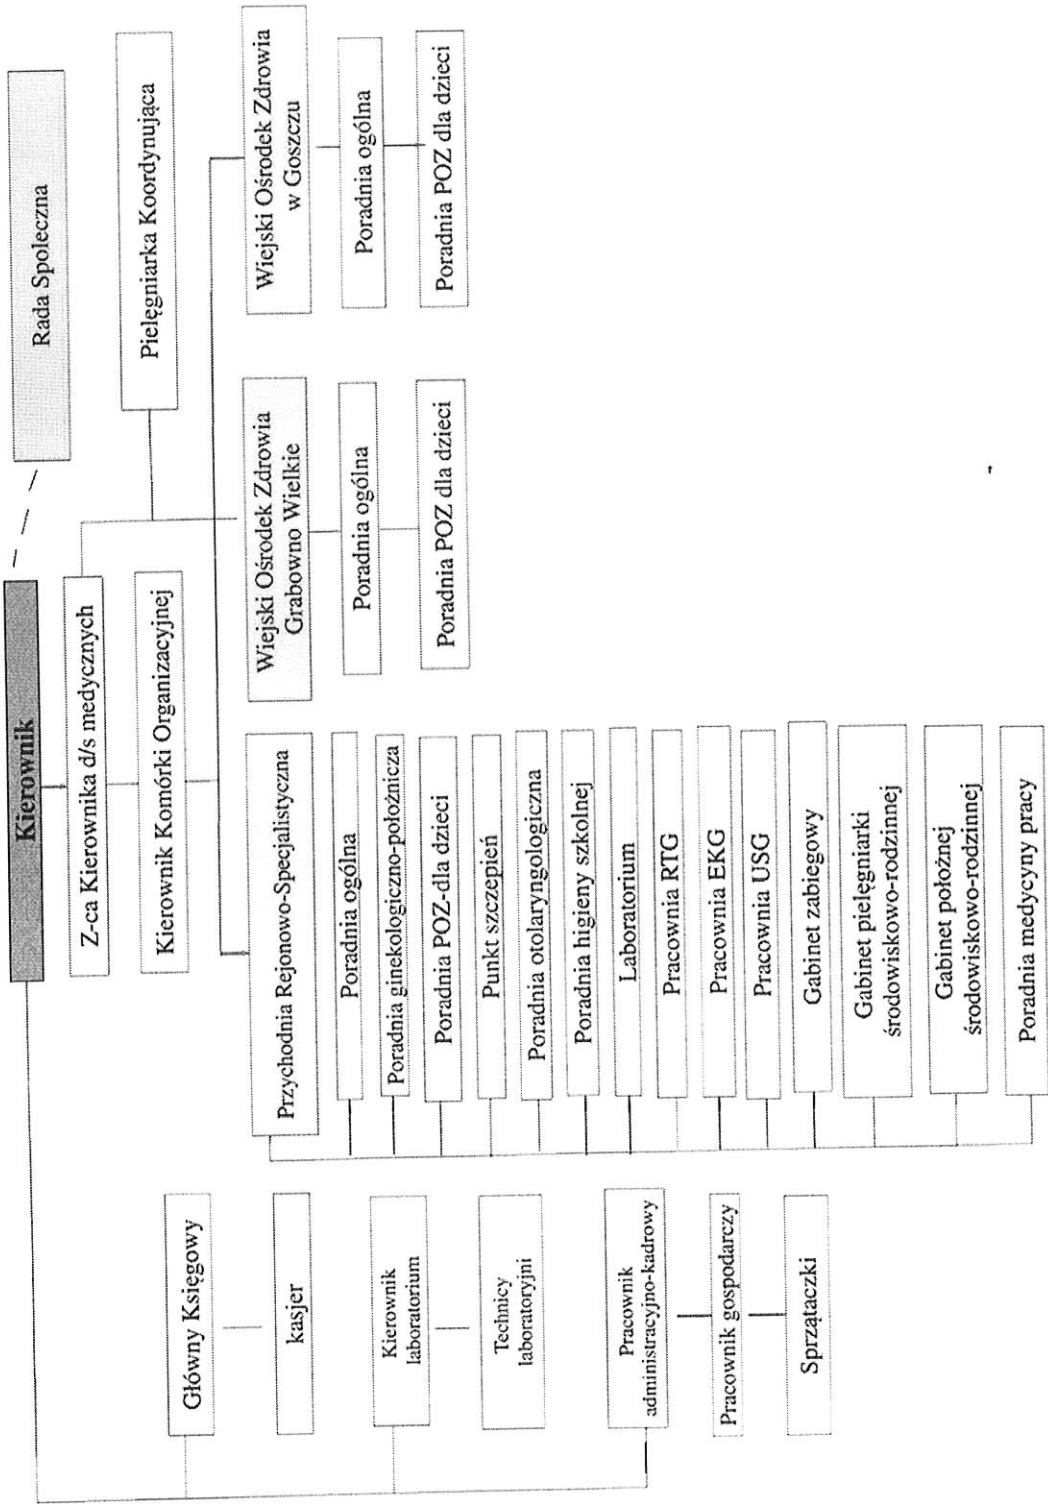 Kierownik
Rada Społeczna
Z-ca Kierownika d/s medycznych
Pielęgniarka Koordynująca
Kierownik Komórki Organizacyjnej
Główny Księgowy
kasjer
Kierownik
laboratorium
Technicy
laboratoryjni
Pracownik
administracyjno-kadrowy
Pracownik gospodarczy
Sprzątaczki
Przychodnia Rejonowo-Specjalistyczna
Poradnia ogólna
Poradnia ginekologiczno-położnicza
Poradnia POZ-dla dzieci
Punkt szczepień
Poradnia otolaryngologiczna
Poradnia higieny szkolnej
Laboratorium
Pracownia RTG
Pracownia EKG
Pracownia USG
Gabinet zabiegowy
Gabinet pielęgniarki
środowiskowo-rodzinnej
Gabinet położnej
środowiskowo-rodzinnej
Poradnia medycyny pracy
Wiejski Ośrodek Zdrowia
Grabowno Wielkie
Poradnia ogólna
Poradnia POZ dla dzieci
Wiejski Ośrodek Zdrowia
w Goszczu
Poradnia ogólna
Poradnia POZ dla dzieci